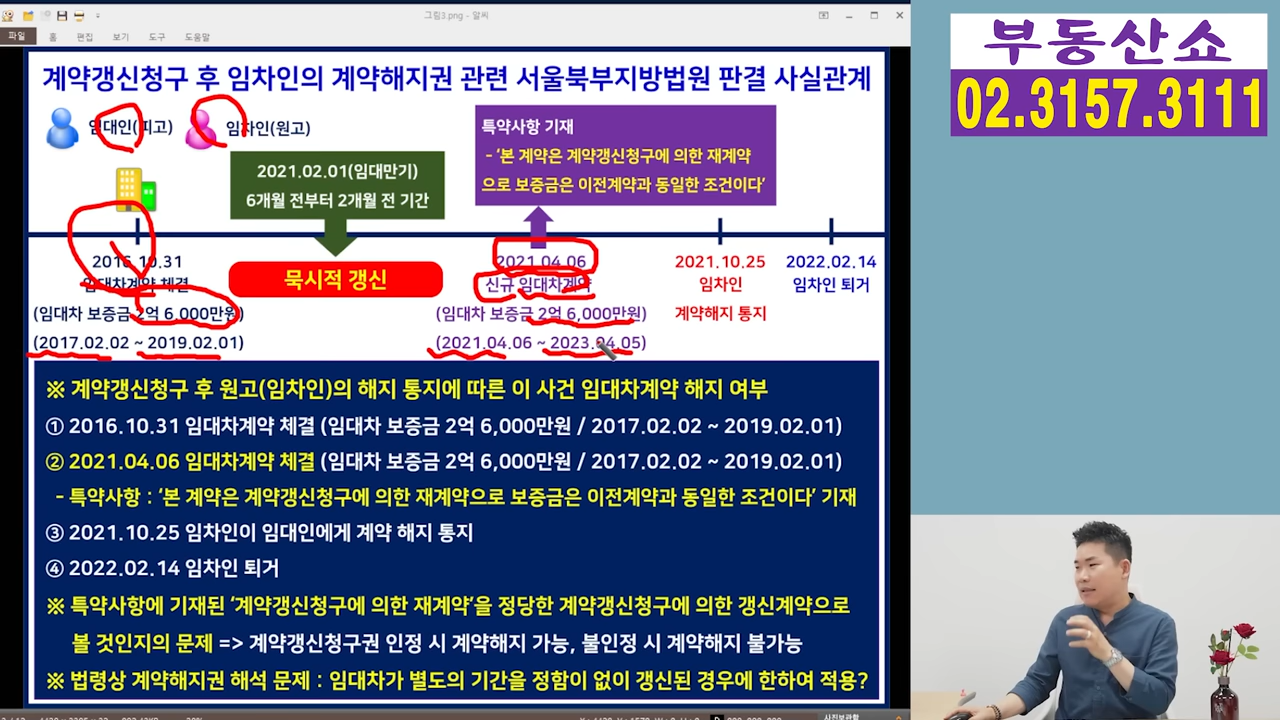 그림3.png - 알씨
파일 홈 편집 보기 도구 도움말
계약갱신청구 후 임차인의 계약해지권 관련 서울북부지방법원 판결 사실관계
임대인(피고) 임차인(원고)
2021.02.01(임대만기)
6개월 전부터 2개월 전 기간
특약사항 기재
- '본 계약은 계약갱신청구에 의한 재계약
으로 보증금은 이전계약과 동일한 조건이다'
2016.10.31
임대차계약 체결
(임대차 보증금 2억 6,000만원)
(2017.02.02 ~ 2019.02.01)
묵시적 갱신
2021.04.06
신규 임대차계약
(임대차 보증금 2억 6,000만원)
(2021.04.06 ~ 2023.04.05)
2021.10.25
임차인
계약해지 통지
2022.02.14
임차인 퇴거
※ 계약갱신청구 후 원고(임차인)의 해지 통지에 따른 이 사건 임대차계약 해지 여부
① 2016.10.31 임대차계약 체결 (임대차 보증금 2억 6,000만원 / 2017.02.02 ~ 2019.02.01)
② 2021.04.06 임대차계약 체결 (임대차 보증금 2억 6,000만원 / 2017.02.02 ~ 2019.02.01)
- 특약사항 : '본 계약은 계약갱신청구에 의한 재계약으로 보증금은 이전계약과 동일한 조건이다' 기재
③ 2021.10.25 임차인이 임대인에게 계약 해지 통지
④ 2022.02.14 임차인 퇴거
※ 특약사항에 기재된 '계약갱신청구에 의한 재계약'을 정당한 계약갱신청구에 의한 갱신계약으로
볼 것인지의 문제 => 계약갱신청구권 인정 시 계약해지 가능, 불인정 시 계약해지 불가능
※ 법령상 계약해지권 해석 문제 : 임대차가 별도의 기간을 정함이 없이 갱신된 경우에 한하여 적용?
부동산쇼
02.3157.3111